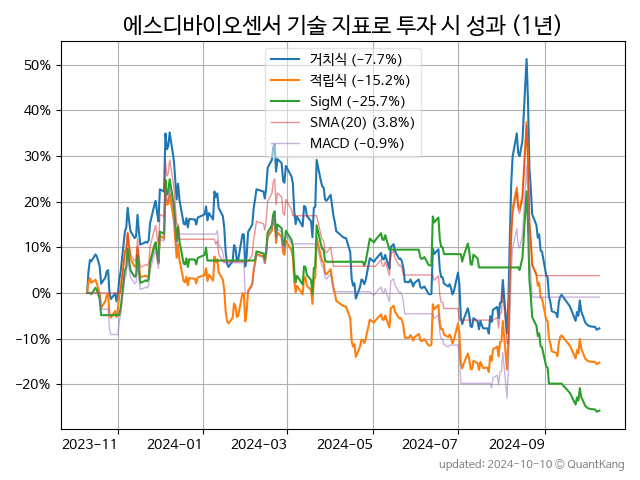 에스디바이오센서 기술 지표로 투자 시 성과 (1년)
거치식 (-7.7%)
적립식 (-15.2%)
SigM (-25.7%)
SMA(20) (3.8%)
MACD (-0.9%)
50%
40%
30%
20%
10%
0%
-10%
-20%
2023-11
2024-01
2024-03
2024-05
2024-07
2024-09
updated: 2024-10-10 © QuantKang